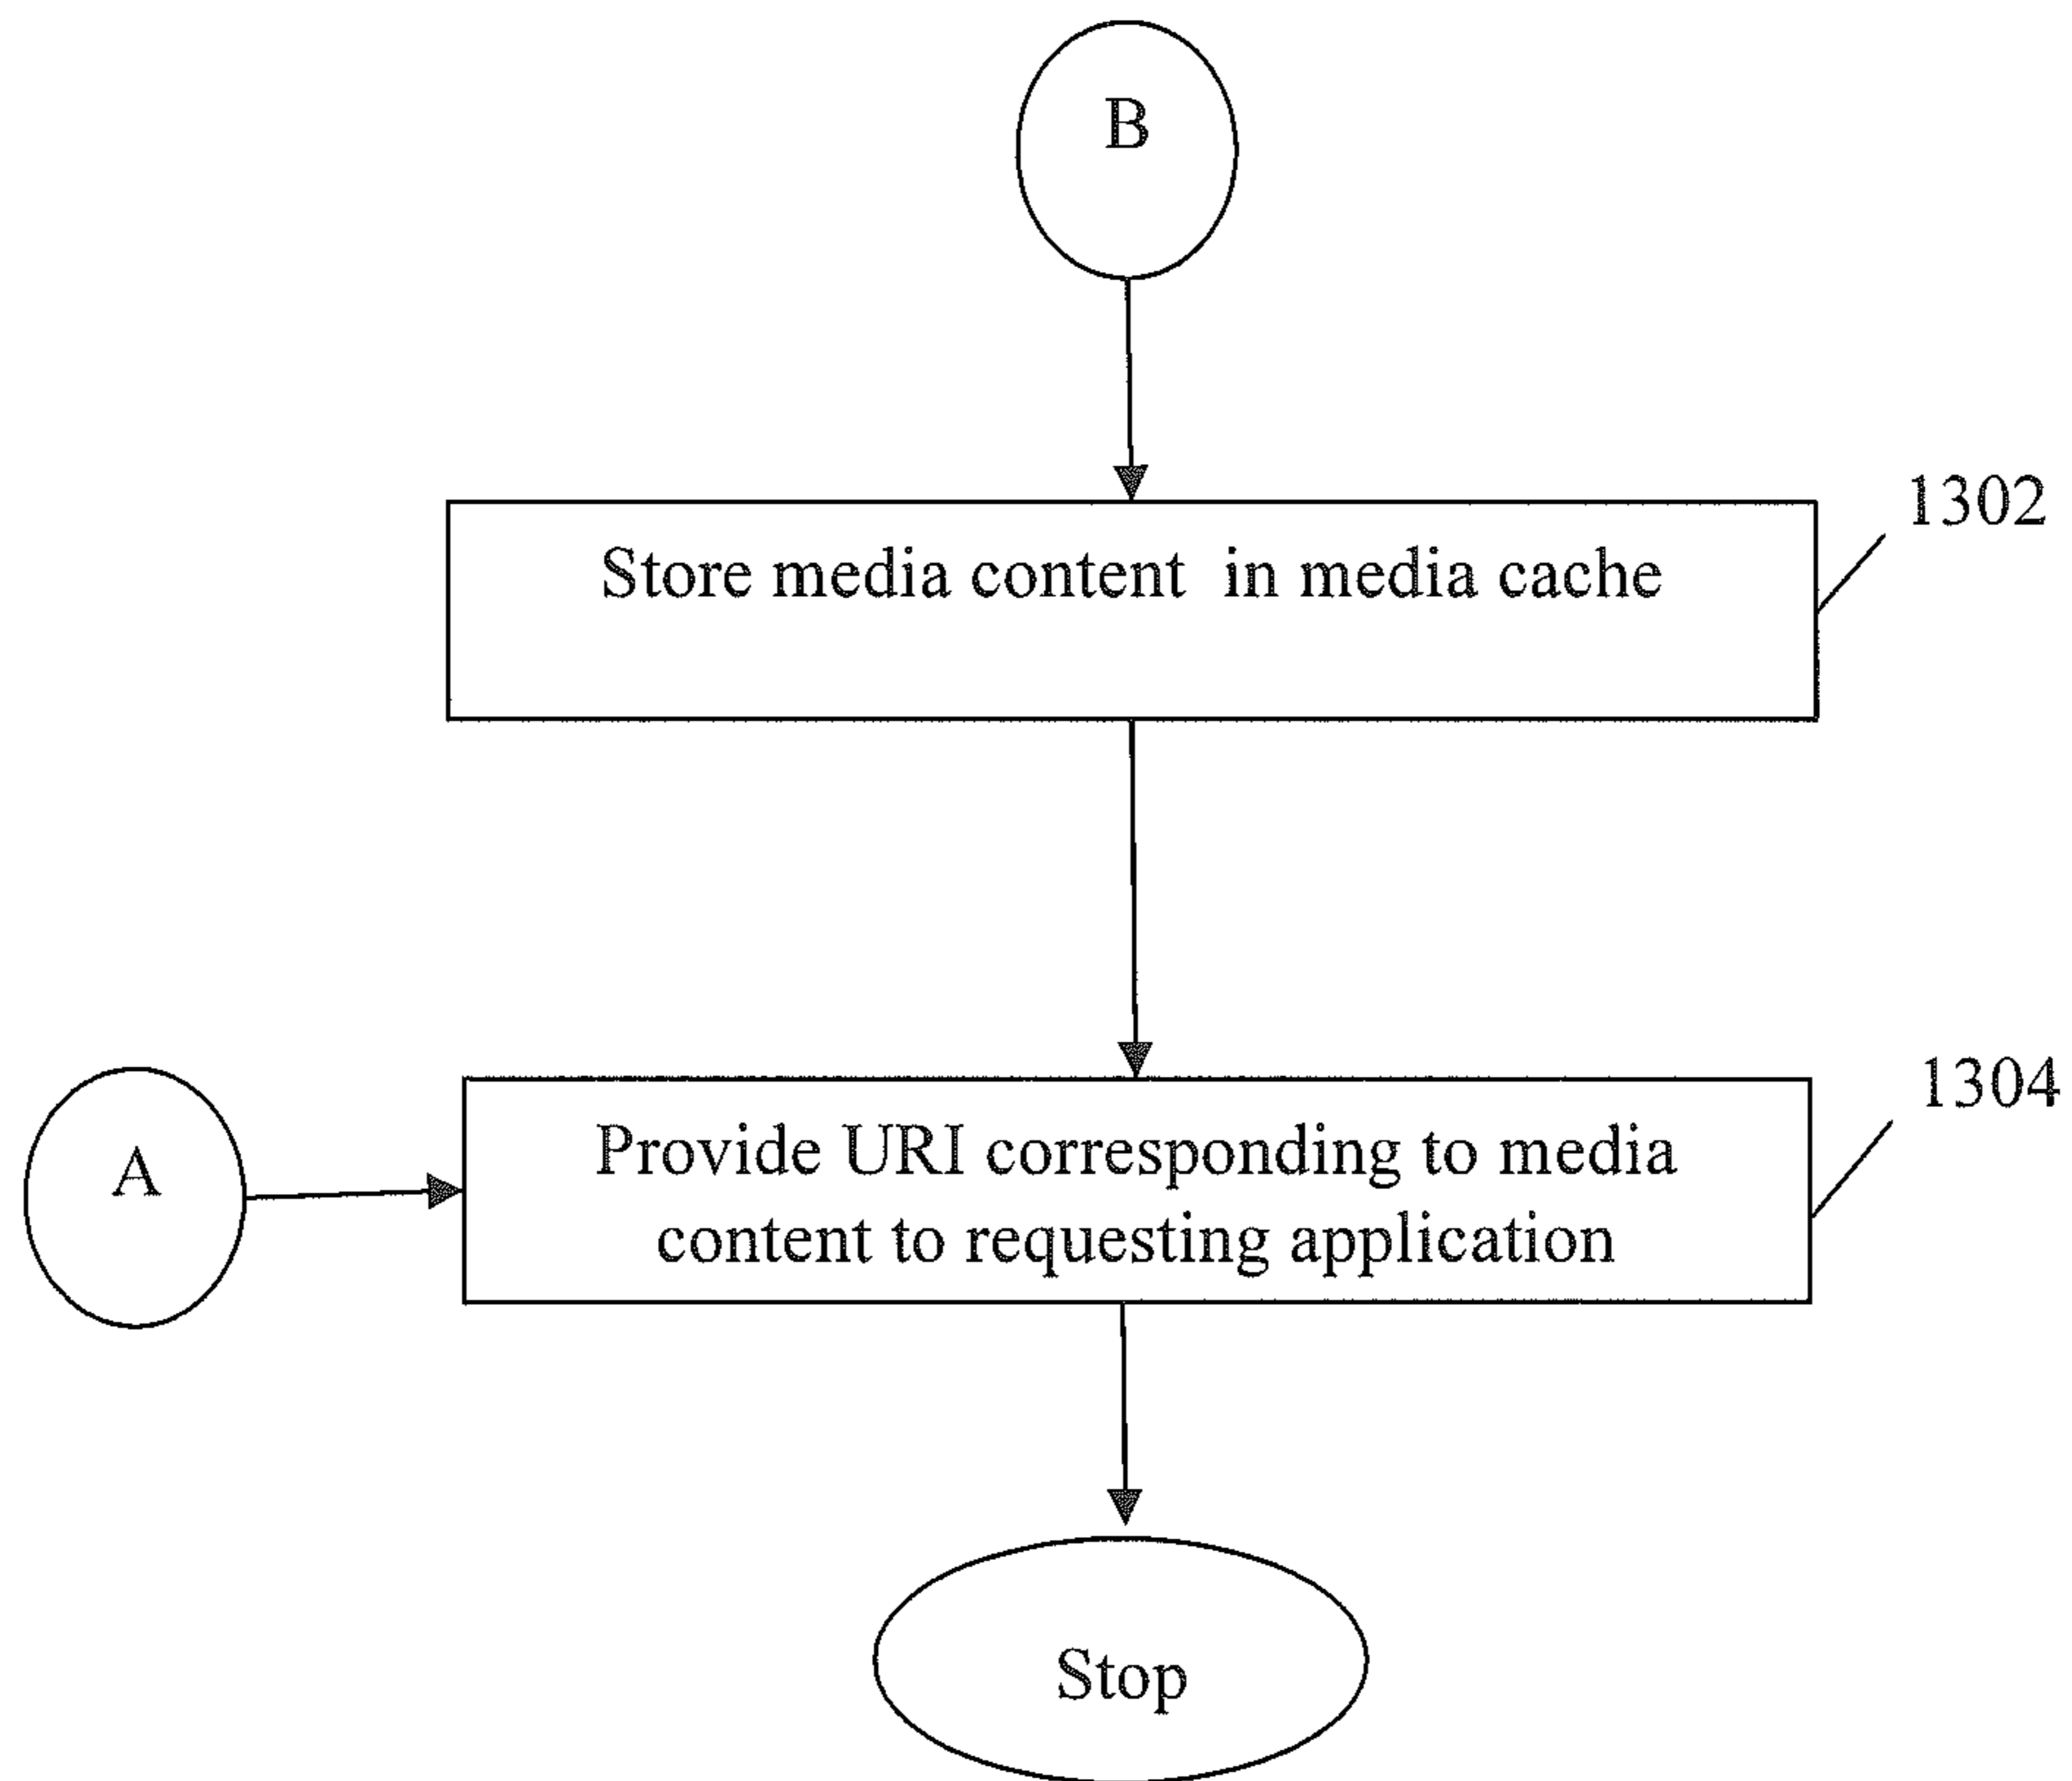 B
1302
Store media content in media cache
1304
Provide URI corresponding to media
content to requesting application
A
Stop